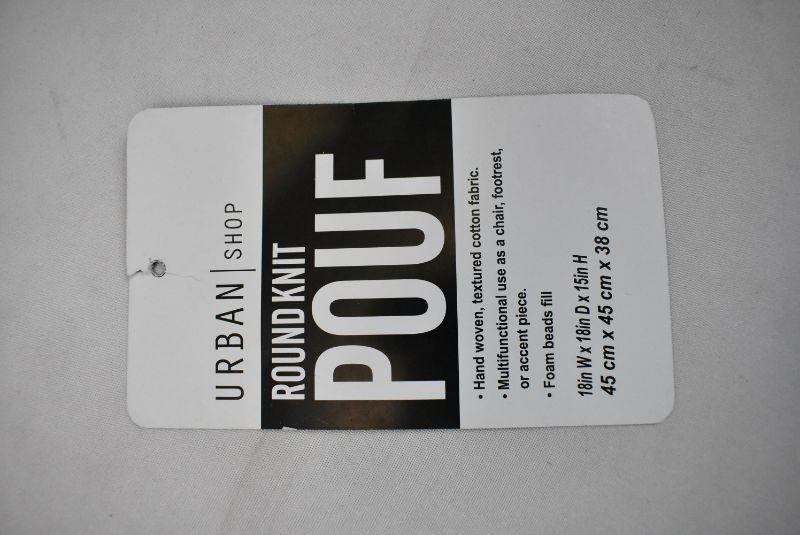 URBAN | SHOP
ROUND KNIT
POUF
• Hand woven, textured cotton fabric.
• Multifunctional use as a chair, footrest,
or accent piece.
• Foam beads fill
18in W x 18in D x 15in H
45 cm x 45 cm x 38 cm